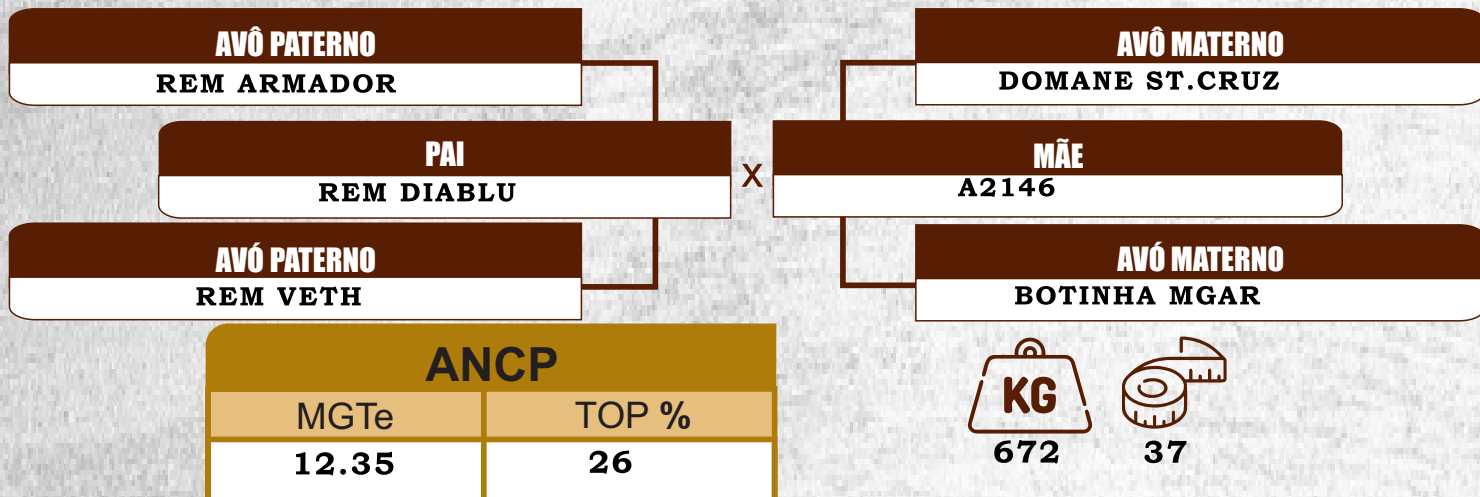 AVÔ PATERNO
REM ARMADOR
AVÔ MATERNO
DOMANE ST.CRUZ
PAI
REM DIABLU
X
MÃE
A2146
AVÓ PATERNO
REM VETH
AVÓ MATERNO
BOTINHA MGAR
ANCP
MGTe TOP %
12.35 26
KG
672 37